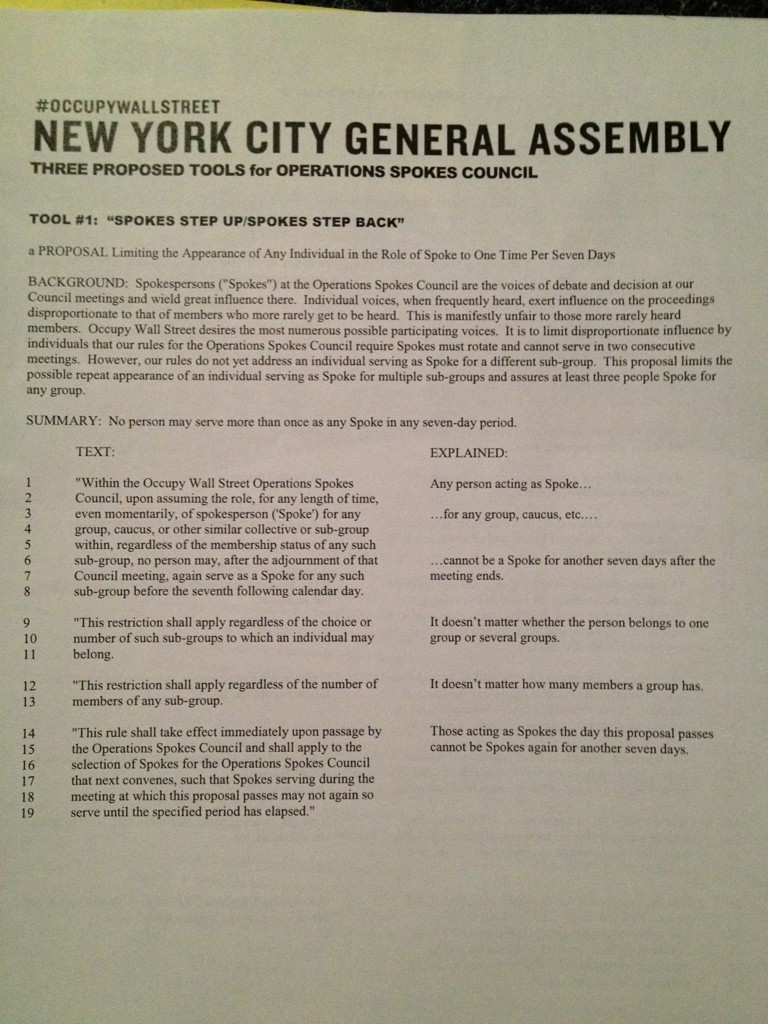 #OCCUPYWALLSTREET
NEW YORK CITY GENERAL ASSEMBLY
THREE PROPOSED TOOLS for OPERATIONS SPOKES COUNCIL
TOOL #1: "SPOKES STEP UP/SPOKES STEP BACK"
a PROPOSAL Limiting the Appearance of Any Individual in the Role of Spoke to One Time Per Seven Days
BACKGROUND: Spokespersons ("Spokes") at the Operations Spokes Council are the voices of debate and decision at our
Council meetings and wield great influence there. Individual voices, when frequently heard, exert influence on the proceedings
disproportionate to that of members who more rarely get to be heard. This is manifestly unfair to those more rarely heard
members. Occupy Wall Street desires the most numerous possible participating voices. It is to limit disproportionate influence by
individuals that our rules for the Operations Spokes Council require Spokes must rotate and cannot serve in two consecutive
meetings. However, our rules do not yet address an individual serving as Spoke for a different sub-group. This proposal limits the
possible repeat appearance of an individual serving as Spoke for multiple sub-groups and assures at least three people Spoke for
any group.
SUMMARY: No person may serve more than once as any Spoke in any seven-day period.
TEXT: EXPLAINED:
1 "Within the Occupy Wall Street Operations Spokes Any person acting as Spoke…
2 Council, upon assuming the role, for any length of time,
3 even momentarily, of spokesperson ('Spoke') for any …for any group, caucus, etc.…
4 group, caucus, or other similar collective or sub-group
5 within, regardless of the membership status of any such
6 sub-group, no person may, after the adjournment of that …cannot be a Spoke for another seven days after the
7 Council meeting, again serve as a Spoke for any such meeting ends.
8 sub-group before the seventh following calendar day.
9 "This restriction shall apply regardless of the choice or It doesn't matter whether the person belongs to one
10 number of such sub-groups to which an individual may group or several groups.
11 belong.
12 "This restriction shall apply regardless of the number of It doesn't matter how many members a group has.
13 members of any sub-group.
14 "This rule shall take effect immediately upon passage by Those acting as Spokes the day this proposal passes
15 the Operations Spokes Council and shall apply to the cannot be Spokes again for another seven days.
16 selection of Spokes for the Operations Spokes Council
17 that next convenes, such that Spokes serving during the
18 meeting at which this proposal passes may not again so
19 serve until the specified period has elapsed."